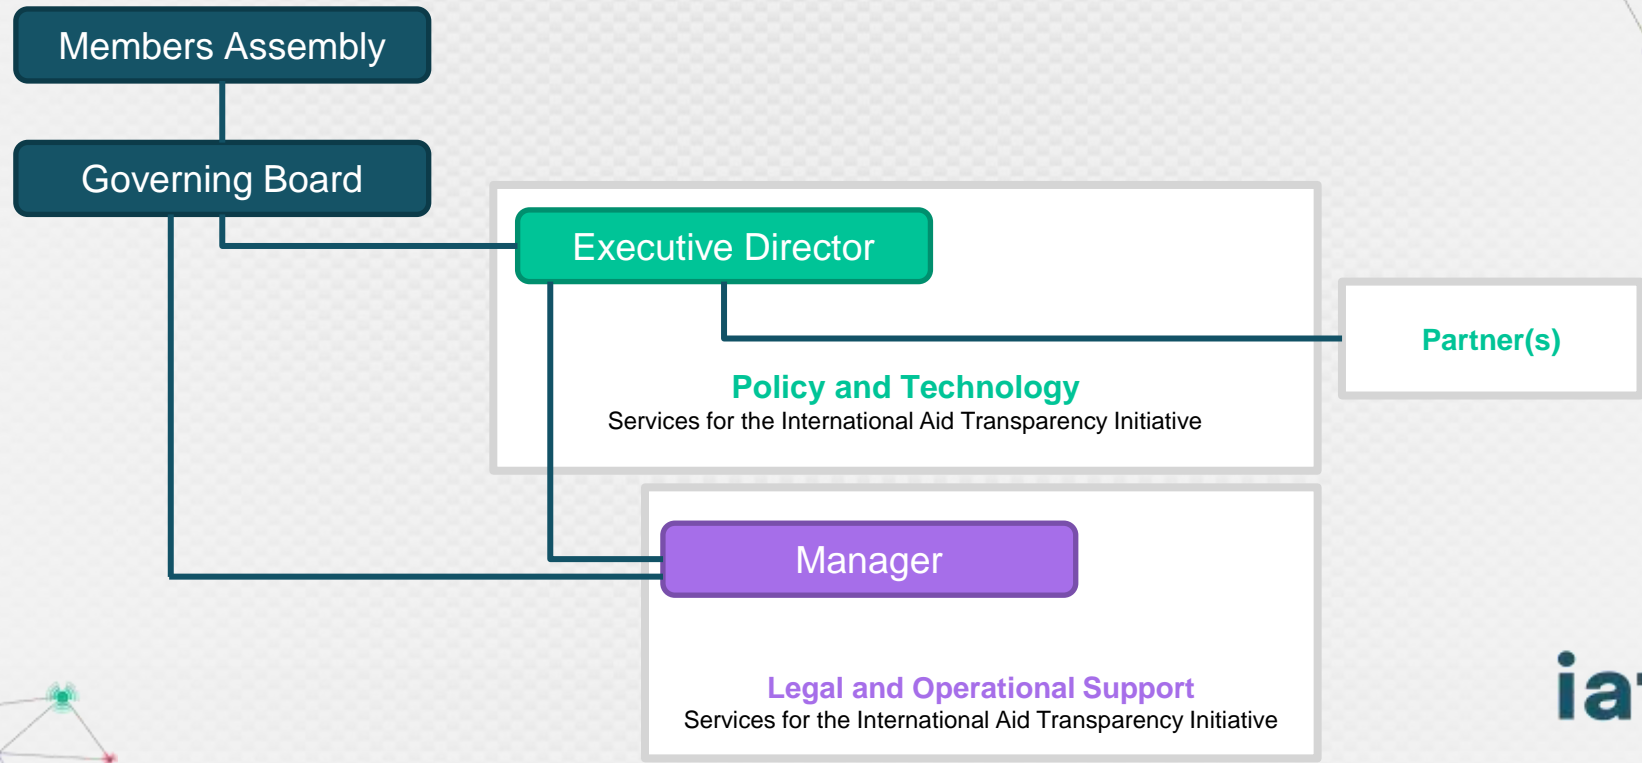 Members Assembly
Governing Board
Executive Director
Partner(s)
Policy and Technology
Services for the International Aid Transparency Initiative
Manager
Legal and Operational Support
Services for the International Aid Transparency Initiative